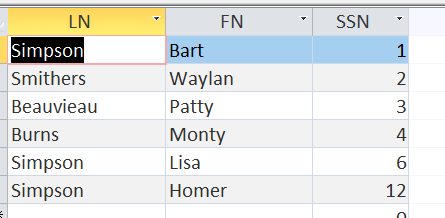 LN FN SSN
Simpson Bart 1
Smithers Waylan 2
Beauvieau Patty 3
Burns Monty 4
Simpson Lisa 6
Simpson Homer 12